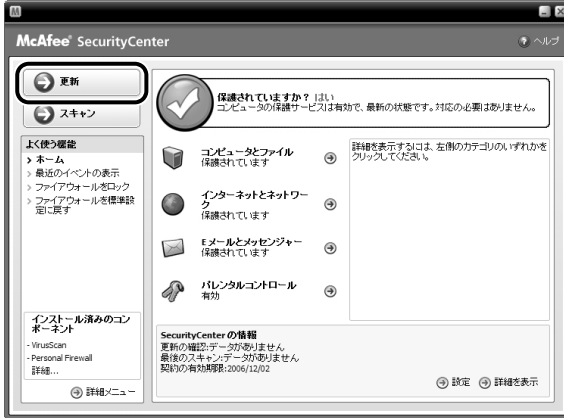 McAfee® SecurityCenter
ヘルプ
更新
スキャン
よく使う機能
> ホーム
> 最近のイベントの表示
> ファイアウォールをロック
> ファイアウォールを標準設
定に戻す
インストール済みのコン
ポーネント
- VirusScan
- Personal Firewall
詳細...
詳細メニュー
保護されていますか? はい
コンピュータの保護サービスは有効で、最新の状態です。対応の必要はありません。
コンピュータとファイル
保護されています
インターネットとネットワー
ク
保護されています
Eメールとメッセンジャー
保護されています
パレンタルコントロール
有効
詳細を表示するには、左側のカテゴリのいずれかを
クリックしてください。
SecurityCenter の情報
更新の確認:データがありません
最後のスキャン:データがありません
契約の有効期限:2006/12/02
設定
詳細を表示